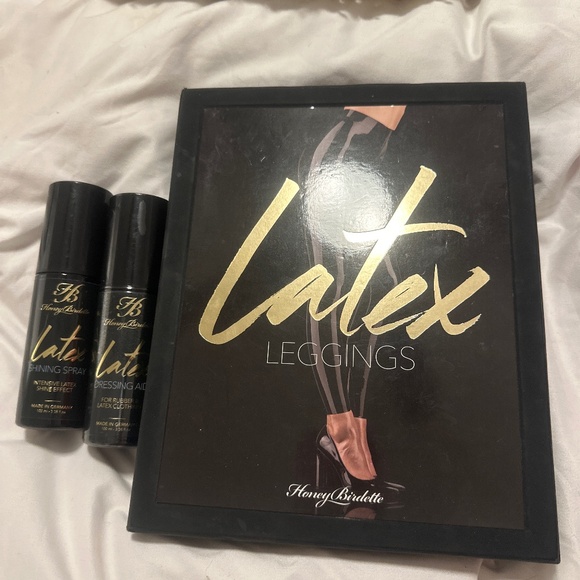 HB
Honey Birdette
Latex
SHINING SPRAY
INTENSIVE LATEX
SHINE EFFECT
MADE IN GERMANY
HB
Honey Birdette
Latex
DRESSING AID
FOR RUBBER
LATEX CLOTHING
MADE IN GERMANY
Latex
LEGGINGS
Honey Birdette